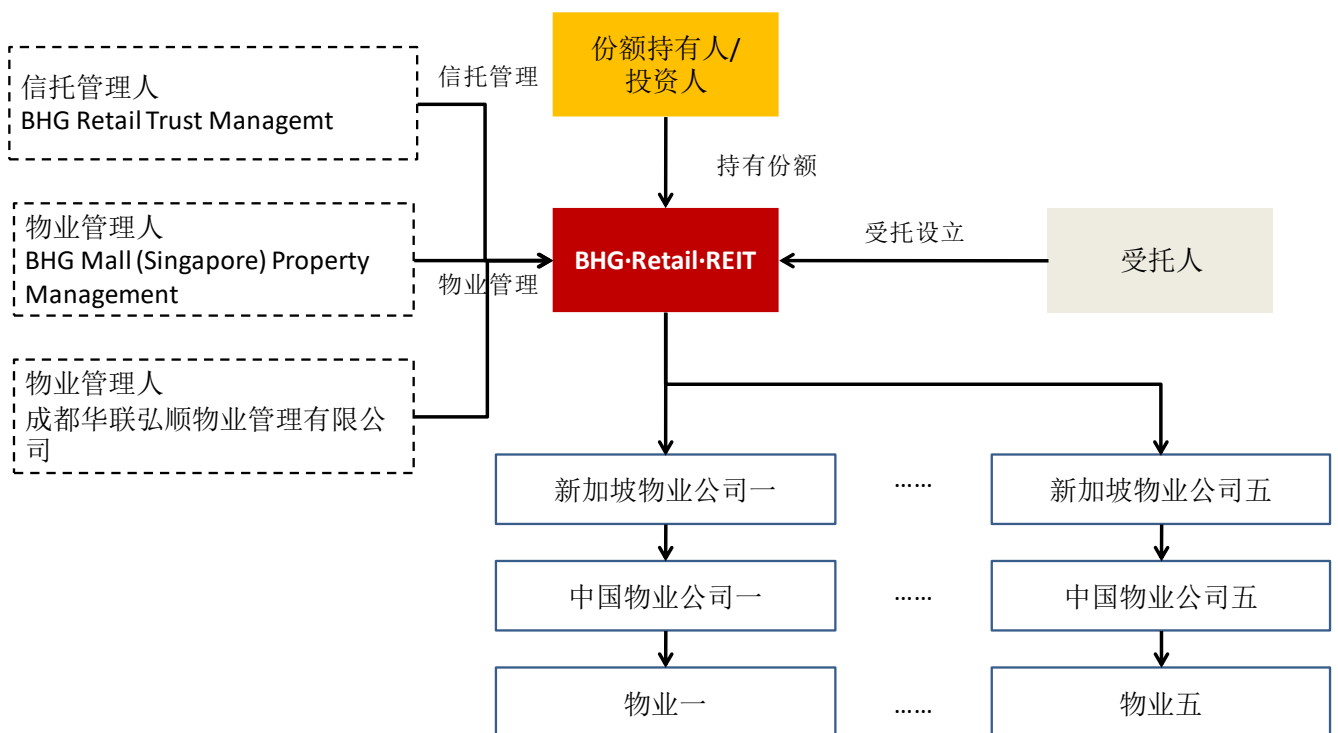 份额持有人/
投资人
信托管理
信托管理人
BHG Retail Trust Managemt
持有份额
物业管理人
BHG Mall (Singapore) Property
Management
物业管理
BHG·Retail·REIT
受托设立
受托人
物业管理人
成都华联弘顺物业管理有限公
司
新加坡物业公司一
……
新加坡物业公司五
中国物业公司一
……
中国物业公司五
物业一
……
物业五